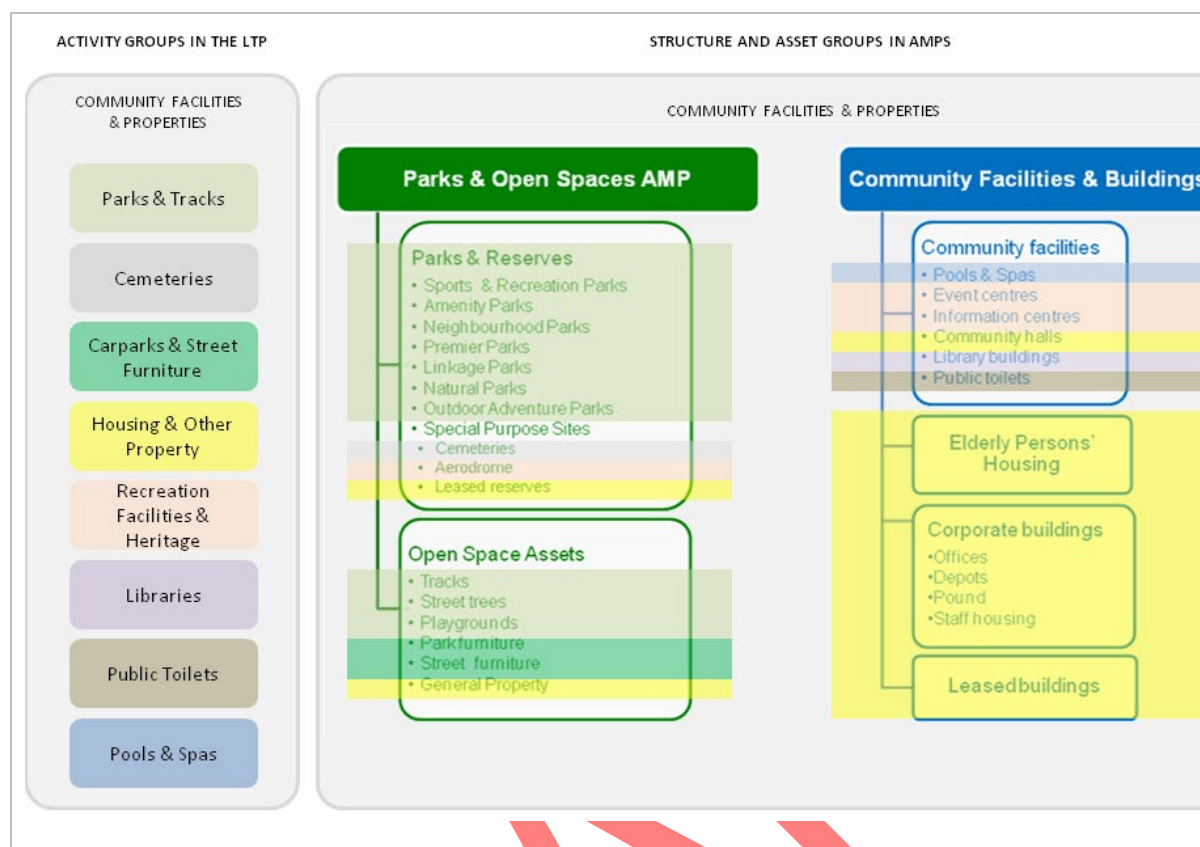 ACTIVITY GROUPS IN THE LTP
STRUCTURE AND ASSET GROUPS IN AMPS
COMMUNITY FACILITIES
& PROPERTIES
Parks & Tracks
Cemeteries
Carparks & Street
Furniture
Housing & Other
Property
Recreation
Facilities &
Heritage
Libraries
Public Toilets
Pools & Spas
COMMUNITY FACILITIES & PROPERTIES
Parks & Open Spaces AMP
Parks & Reserves
• Sports & Recreation Parks
• Amenity Parks
• Neighbourhood Parks
• Premier Parks
• Linkage Parks
• Natural Parks
• Outdoor Adventure Parks
• Special Purpose Sites
• Cemeteries
• Aerodrome
• Leased reserves
Open Space Assets
• Tracks
• Street trees
• Playgrounds
• Park furniture
• Street furniture
• General Property
Community Facilities & Buildings
Community facilities
• Pools & Spas
• Event centres
• Information centres
• Community halls
• Library buildings
• Public toilets
Elderly Persons'
Housing
Corporate buildings
•Offices
•Depots
•Pound
•Staff housing
Leased buildings